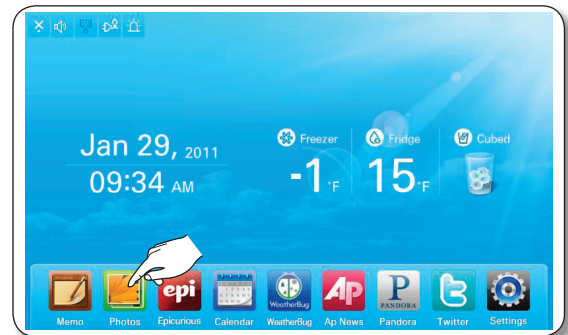 Jan 29, 2011
09:34 AM
Freezer
-1 °F
Fridge
15 °F
Cubed
epi
WeatherBug
AP
P
PANDORA
Memo
Photos
Epicurious
Calendar
WeatherBug
Ap News
Pandora
Twitter
Settings